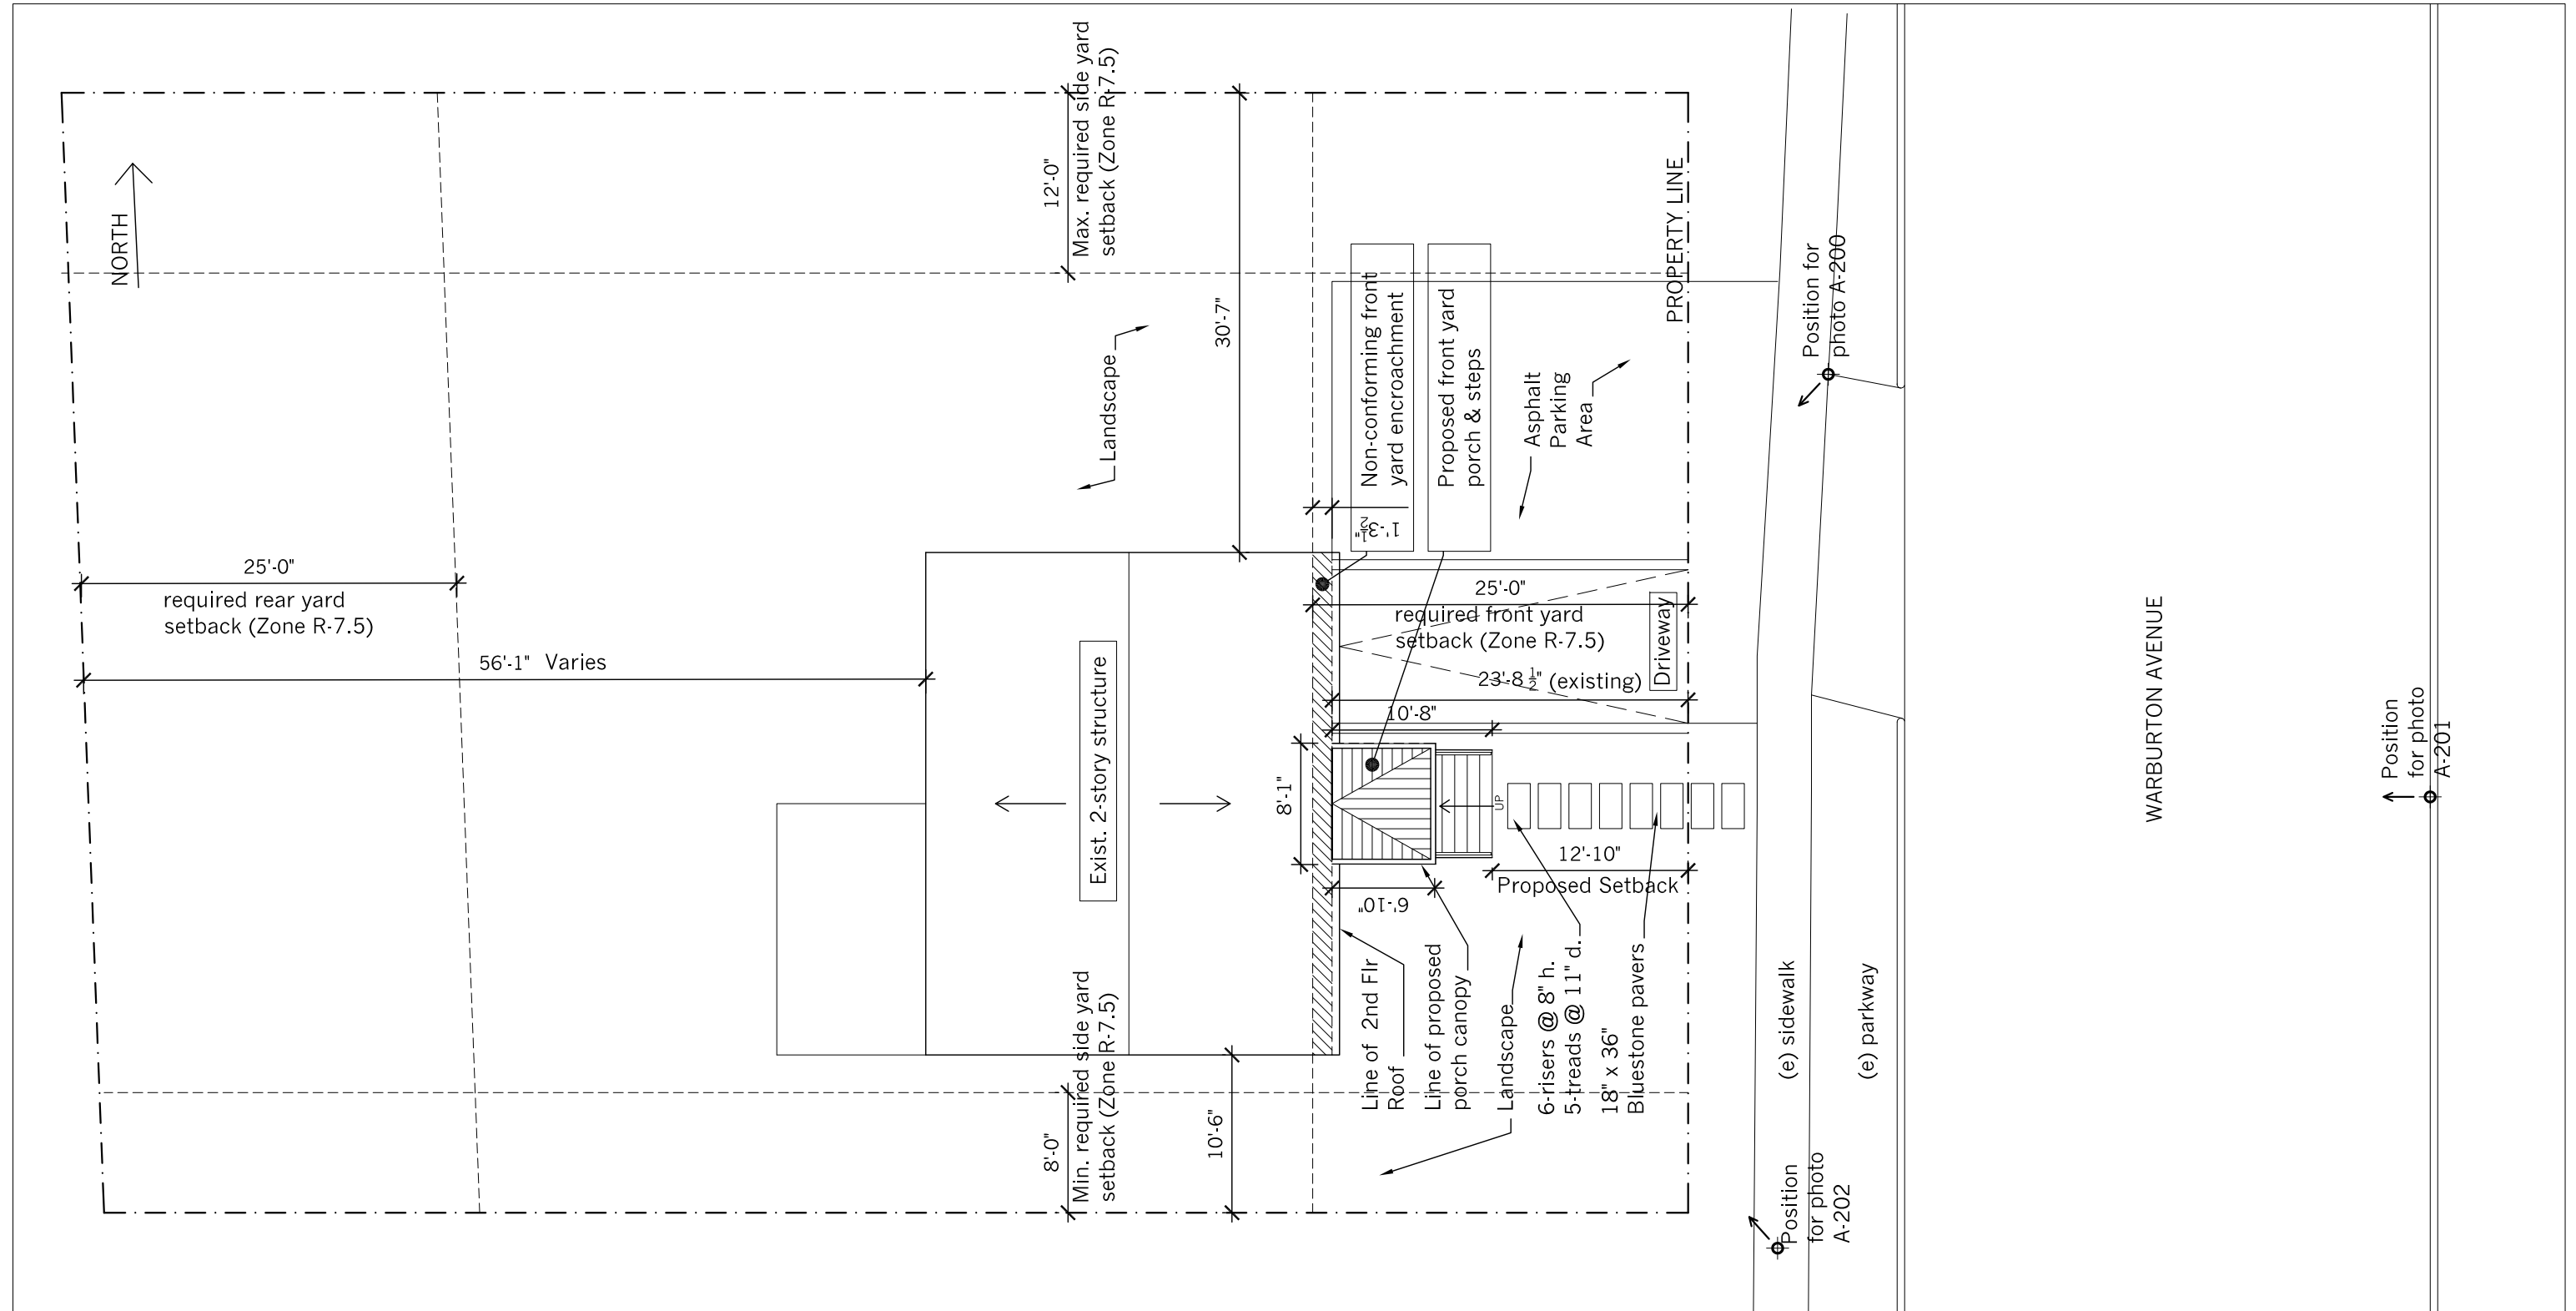 NORTH
12'-0"
Max. required side yard
setback (Zone R-7.5)
30'-7"
Landscape
PROPERTY LINE
Non-conforming front
yard encroachment
Proposed front yard
porch & steps
1'-3½"
Asphalt
Parking
Area
Position for
photo A-200
25'-0"
required rear yard
setback (Zone R-7.5)
56'-1" Varies
Exist. 2-story structure
25'-0"
required front yard
setback (Zone R-7.5)
Driveway
23'-8 ½" (existing)
10'-8"
8'-1"
UP
12'-10"
Proposed Setback
6'-10"
WARBURTON AVENUE
Position
for photo
A-201
8'-0"
Min. required side yard
setback (Zone R-7.5)
10'-6"
Line of 2nd Flr
Roof
Line of proposed
porch canopy
Landscape
6-risers @ 8" h.
5-treads @ 11" d.
18" x 36"
Bluestone pavers
(e) sidewalk
(e) parkway
Position
for photo
A-202